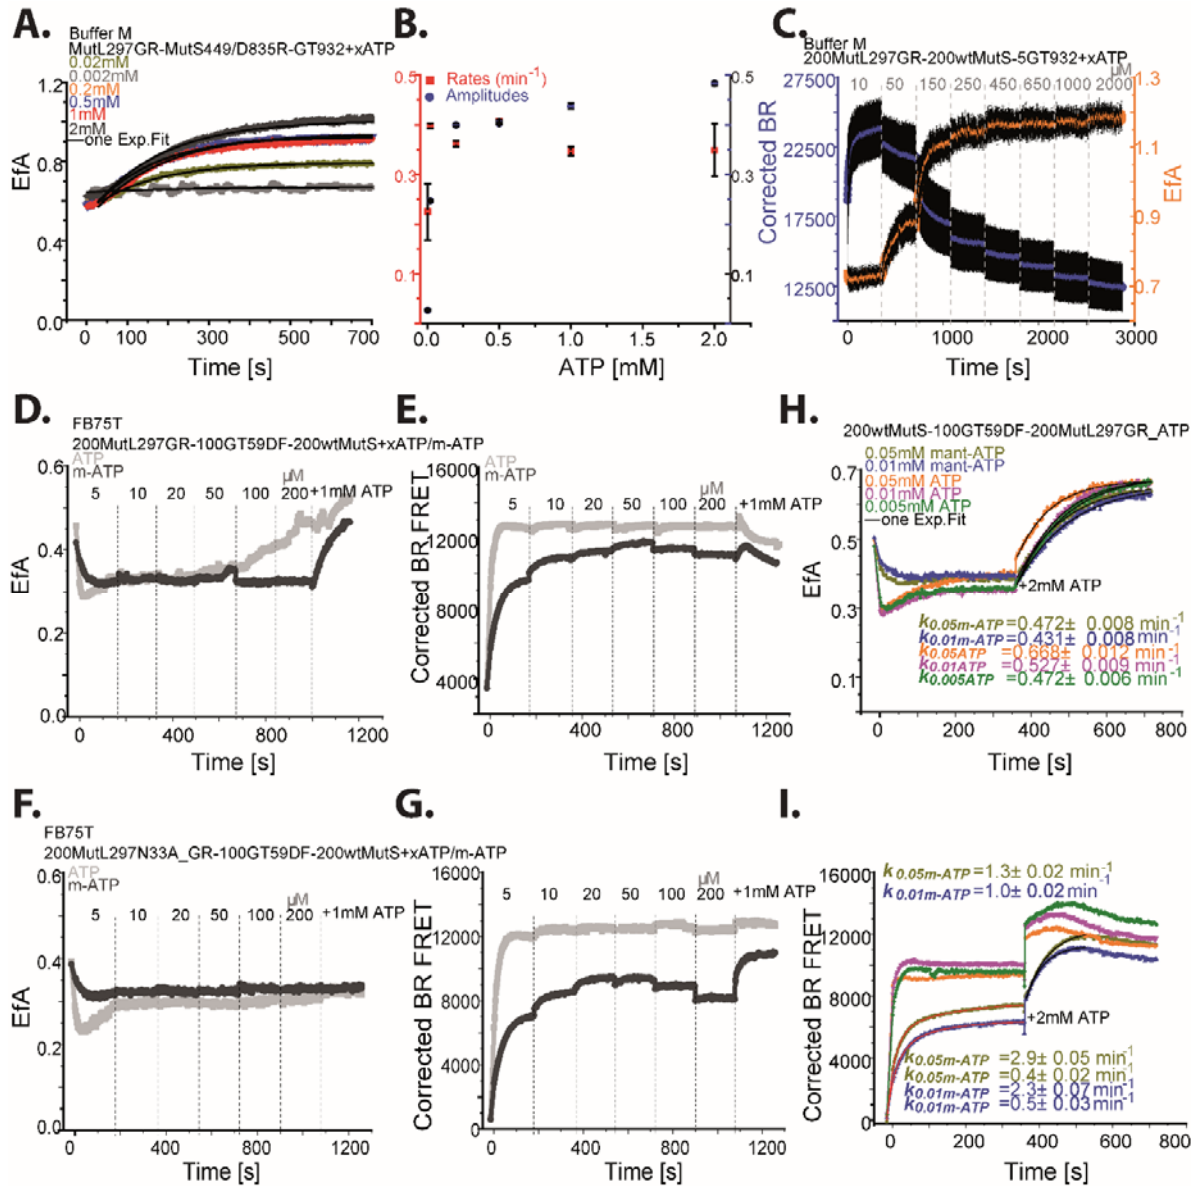 A.
Buffer M
MutL297GR-MutS449/D835R-GT932+xATP
0.02mM
0.002mM
0.2mM
0.5mM
1mM
2mM
—one Exp.Fit
1.2
0.8
0.4
0.0
EfA
0 100 300 500 700
Time [s]
B.
Rates (min⁻¹)
Amplitudes
0.5
0.3
0.1
0.5
0.3
0.1
0.0 0.5 1.0 1.5 2.0
ATP [mM]
C.
Buffer M
200MutL297GR-200wtMutS-5GT932+xATP
µM
10 50 150 250 450 650 1000 2000
27500
22500
17500
12500
Corrected BR
1.3
1.1
0.9
0.7
EfA
0 1000 2000 3000
Time [s]
D.
FB75T
200MutL297GR-100GT59DF-200wtMutS+xATP/m-ATP
ATP
m-ATP
µM
5 10 20 50 100 200 +1mM ATP
0.6
0.4
0.2
0.0
EfA
0 400 800 1200
Time [s]
E.
ATP
m-ATP
µM
5 10 20 50 100 200 +1mM ATP
16000
12000
8000
4000
Corrected BR FRET
0 400 800 1200
Time [s]
H.
200wtMutS-100GT59DF-200MutL297GR_ATP
0.05mM mant-ATP
0.01mM mant-ATP
0.05mM ATP
0.01mM ATP
0.005mM ATP
—one Exp.Fit
0.7
0.5
0.3
0.1
EfA
+2mM ATP
k0.05m-ATP =0.472± 0.008 min⁻¹
k0.01m-ATP =0.431± 0.008 min⁻¹
k0.05ATP =0.668± 0.012 min⁻¹
k0.01ATP =0.527± 0.009 min⁻¹
k0.005ATP =0.472± 0.006 min⁻¹
0 200 400 600 800
Time [s]
F.
FB75T
200MutL297N33A_GR-100GT59DF-200wtMutS+xATP/m-ATP
ATP
m-ATP
µM
5 10 20 50 100 200 +1mM ATP
0.6
0.4
0.2
0.0
EfA
0 400 800 1200
Time [s]
G.
µM
5 10 20 50 100 200 +1mM ATP
16000
12000
8000
4000
0
Corrected BR FRET
0 400 800 1200
Time [s]
I.
k0.05m-ATP =1.3± 0.02 min⁻¹
k0.01m-ATP =1.0± 0.02 min⁻¹
16000
12000
8000
4000
0
Corrected BR FRET
+2mM ATP
k0.05m-ATP =2.9± 0.05 min⁻¹
k0.05m-ATP =0.4± 0.02 min⁻¹
k0.01m-ATP =2.3± 0.07 min⁻¹
k0.01m-ATP =0.5± 0.03 min⁻¹
0 200 400 600 800
Time [s]